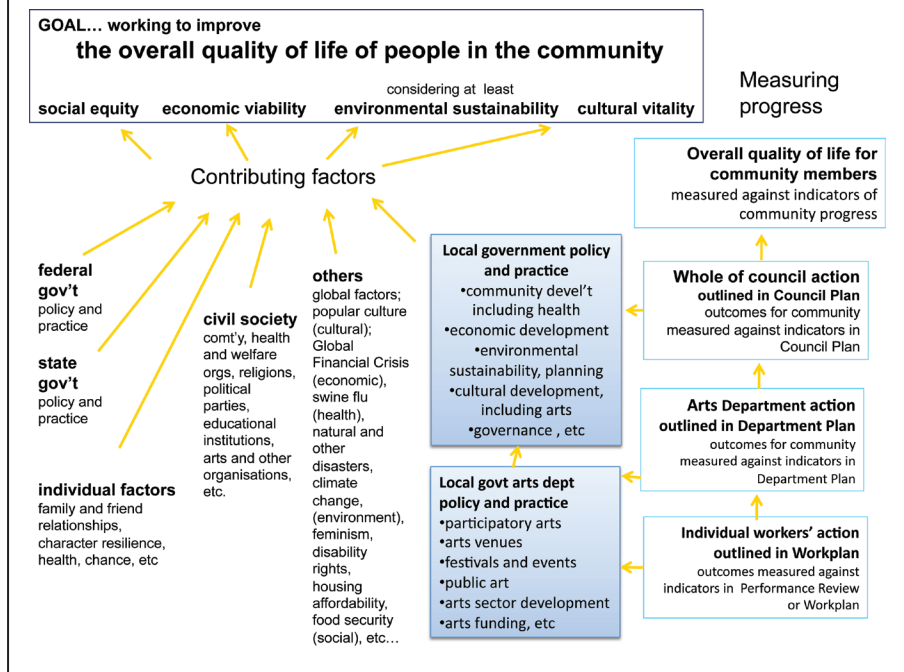 GOAL… working to improve
the overall quality of life of people in the community
considering at least
social equity economic viability environmental sustainability cultural vitality
Measuring
progress
Contributing factors
federal
gov't
policy and
practice
state
gov't
policy and
practice
individual factors
family and friend
relationships,
character resilience,
health, chance, etc
civil society
comt'y, health
and welfare
orgs, religions,
political
parties,
educational
institutions,
arts and other
organisations,
etc.
others
global factors;
popular culture
(cultural);
Global
Financial Crisis
(economic),
swine flu
(health),
natural and
other
disasters,
climate
change,
(environment),
feminism,
disability
rights,
housing
affordability,
food security
(social), etc…
Local government policy
and practice
•community devel't
including health
•economic development
•environmental
sustainability, planning
•cultural development,
including arts
•governance , etc
Local govt arts dept
policy and practice
•participatory arts
•arts venues
•festivals and events
•public art
•arts sector development
•arts funding, etc
Overall quality of life for
community members
measured against indicators of
community progress
Whole of council action
outlined in Council Plan
outcomes for community
measured against indicators in
Council Plan
Arts Department action
outlined in Department Plan
outcomes for community
measured against indicators in
Department Plan
Individual workers' action
outlined in Workplan
outcomes measured against
indicators in Performance Review
or Workplan